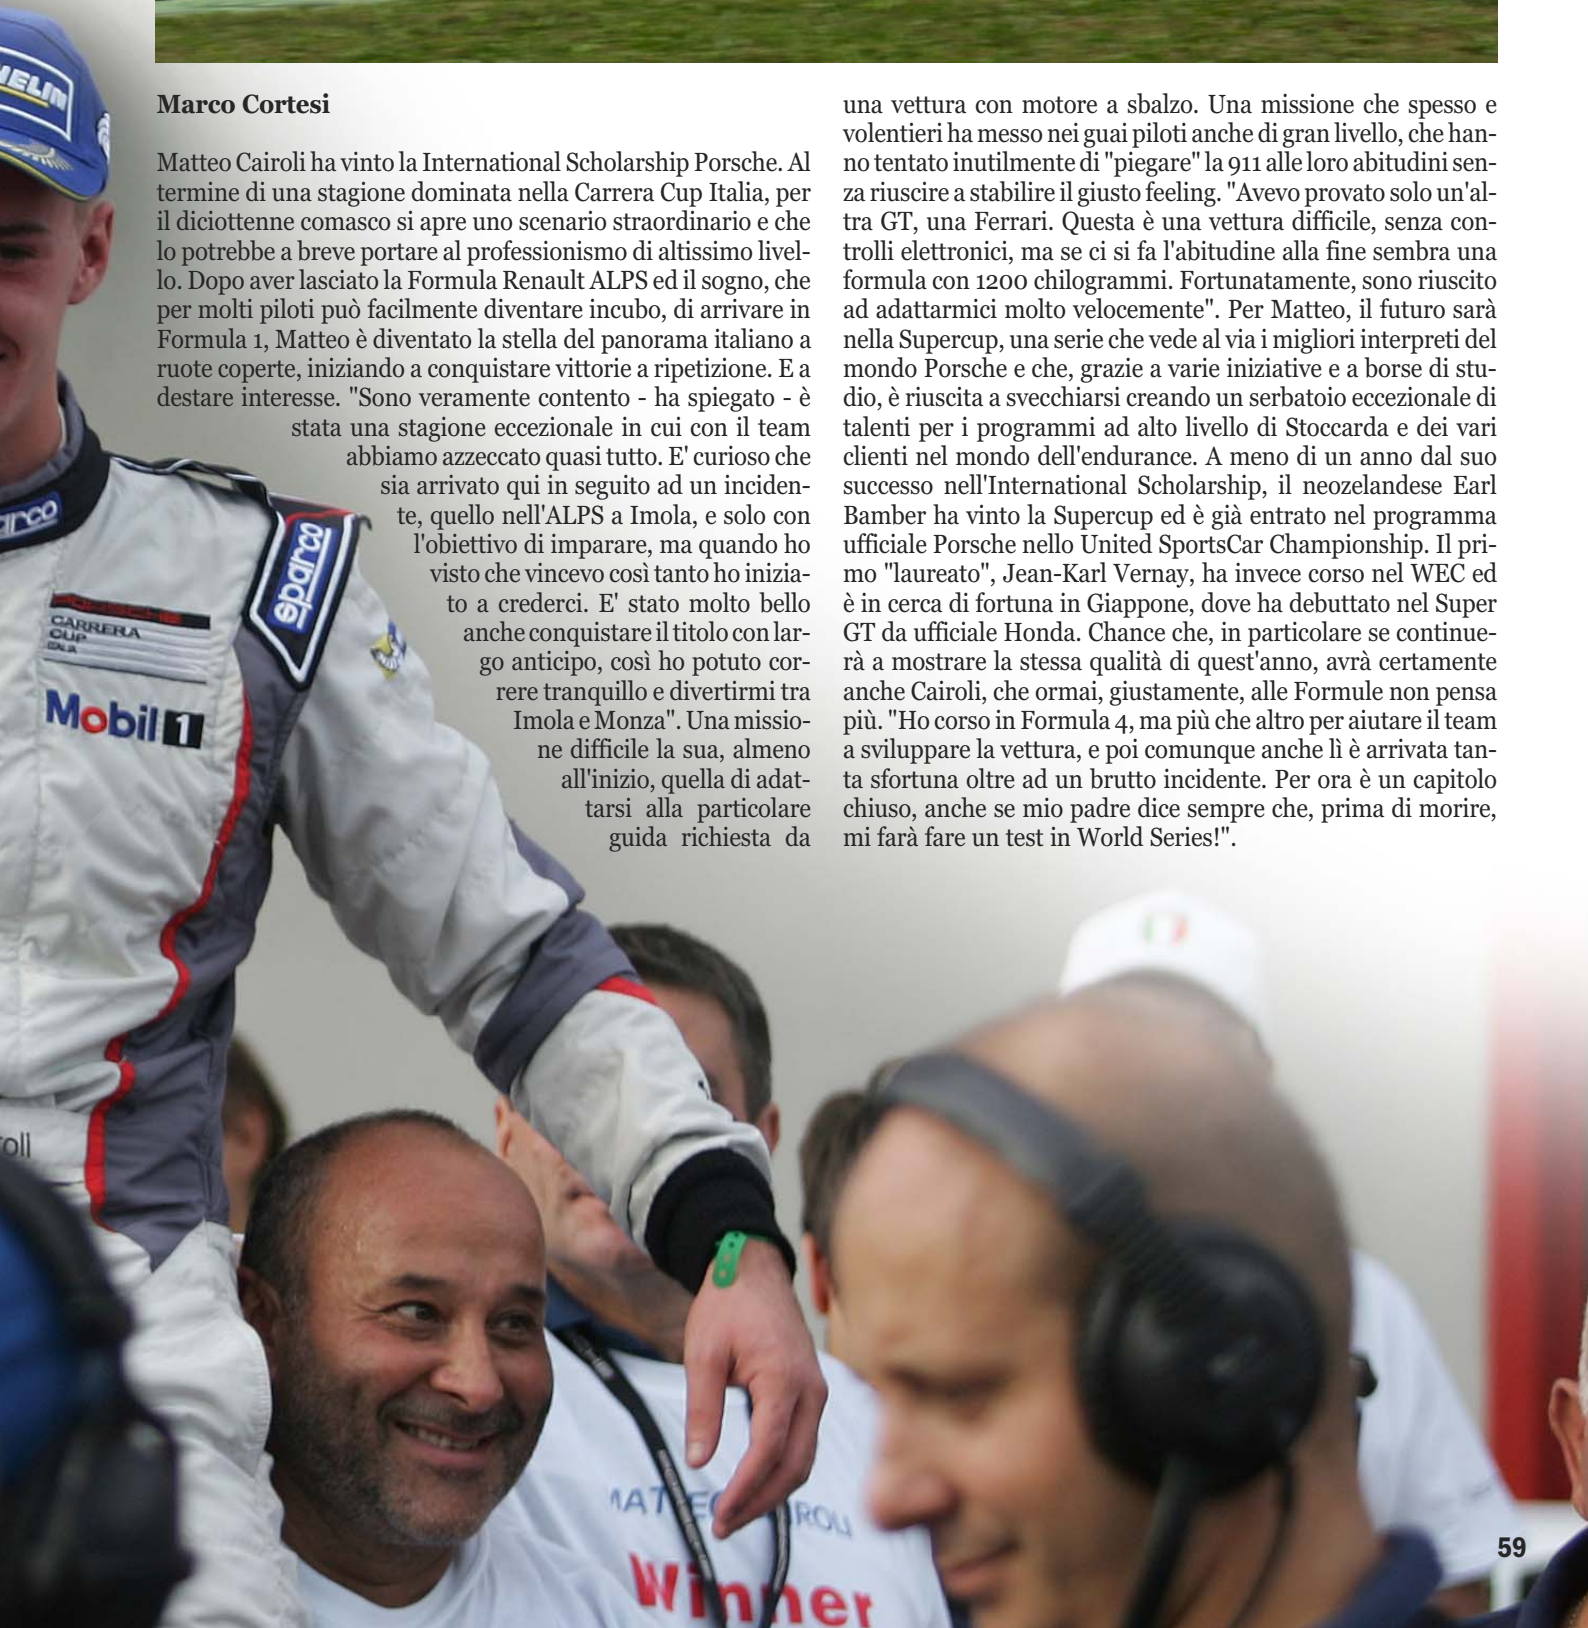 Marco Cortesi
Matteo Cairoli ha vinto la International Scholarship Porsche. Al
termine di una stagione dominata nella Carrera Cup Italia, per
il diciottenne comasco si apre uno scenario straordinario e che
lo potrebbe a breve portare al professionismo di altissimo livel-
lo. Dopo aver lasciato la Formula Renault ALPS ed il sogno, che
per molti piloti può facilmente diventare incubo, di arrivare in
Formula 1, Matteo è diventato la stella del panorama italiano a
ruote coperte, iniziando a conquistare vittorie a ripetizione. E a
destare interesse. "Sono veramente contento - ha spiegato - è
stata una stagione eccezionale in cui con il team
abbiamo azzeccato quasi tutto. E' curioso che
sia arrivato qui in seguito ad un inciden-
te, quello nell'ALPS a Imola, e solo con
l'obiettivo di imparare, ma quando ho
visto che vincevo così tanto ho inizia-
to a crederci. E' stato molto bello
anche conquistare il titolo con lar-
go anticipo, così ho potuto cor-
rere tranquillo e divertirmi tra
Imola e Monza". Una missio-
ne difficile la sua, almeno
all'inizio, quella di adat-
tarsi alla particolare
guida richiesta da
una vettura con motore a sbalzo. Una missione che spesso e
volentieri ha messo nei guai piloti anche di gran livello, che han-
no tentato inutilmente di "piegare" la 911 alle loro abitudini sen-
za riuscire a stabilire il giusto feeling. "Avevo provato solo un'al-
tra GT, una Ferrari. Questa è una vettura difficile, senza con-
trolli elettronici, ma se ci si fa l'abitudine alla fine sembra una
formula con 1200 chilogrammi. Fortunatamente, sono riuscito
ad adattarmici molto velocemente". Per Matteo, il futuro sarà
nella Supercup, una serie che vede al via i migliori interpreti del
mondo Porsche e che, grazie a varie iniziative e a borse di stu-
dio, è riuscita a svecchiarsi creando un serbatoio eccezionale di
talenti per i programmi ad alto livello di Stoccarda e dei vari
clienti nel mondo dell'endurance. A meno di un anno dal suo
successo nell'International Scholarship, il neozelandese Earl
Bamber ha vinto la Supercup ed è già entrato nel programma
ufficiale Porsche nello United SportsCar Championship. Il pri-
mo "laureato", Jean-Karl Vernay, ha invece corso nel WEC ed
è in cerca di fortuna in Giappone, dove ha debuttato nel Super
GT da ufficiale Honda. Chance che, in particolare se continue-
rà a mostrare la stessa qualità di quest'anno, avrà certamente
anche Cairoli, che ormai, giustamente, alle Formule non pensa
più. "Ho corso in Formula 4, ma più che altro per aiutare il team
a sviluppare la vettura, e poi comunque anche lì è arrivata tan-
ta sfortuna oltre ad un brutto incidente. Per ora è un capitolo
chiuso, anche se mio padre dice sempre che, prima di morire,
mi farà fare un test in World Series!".
HELIN
arco
sparco
PORSCHE
CARRERA
CUP
ITALIA
Mobil 1
roli
Winner
59